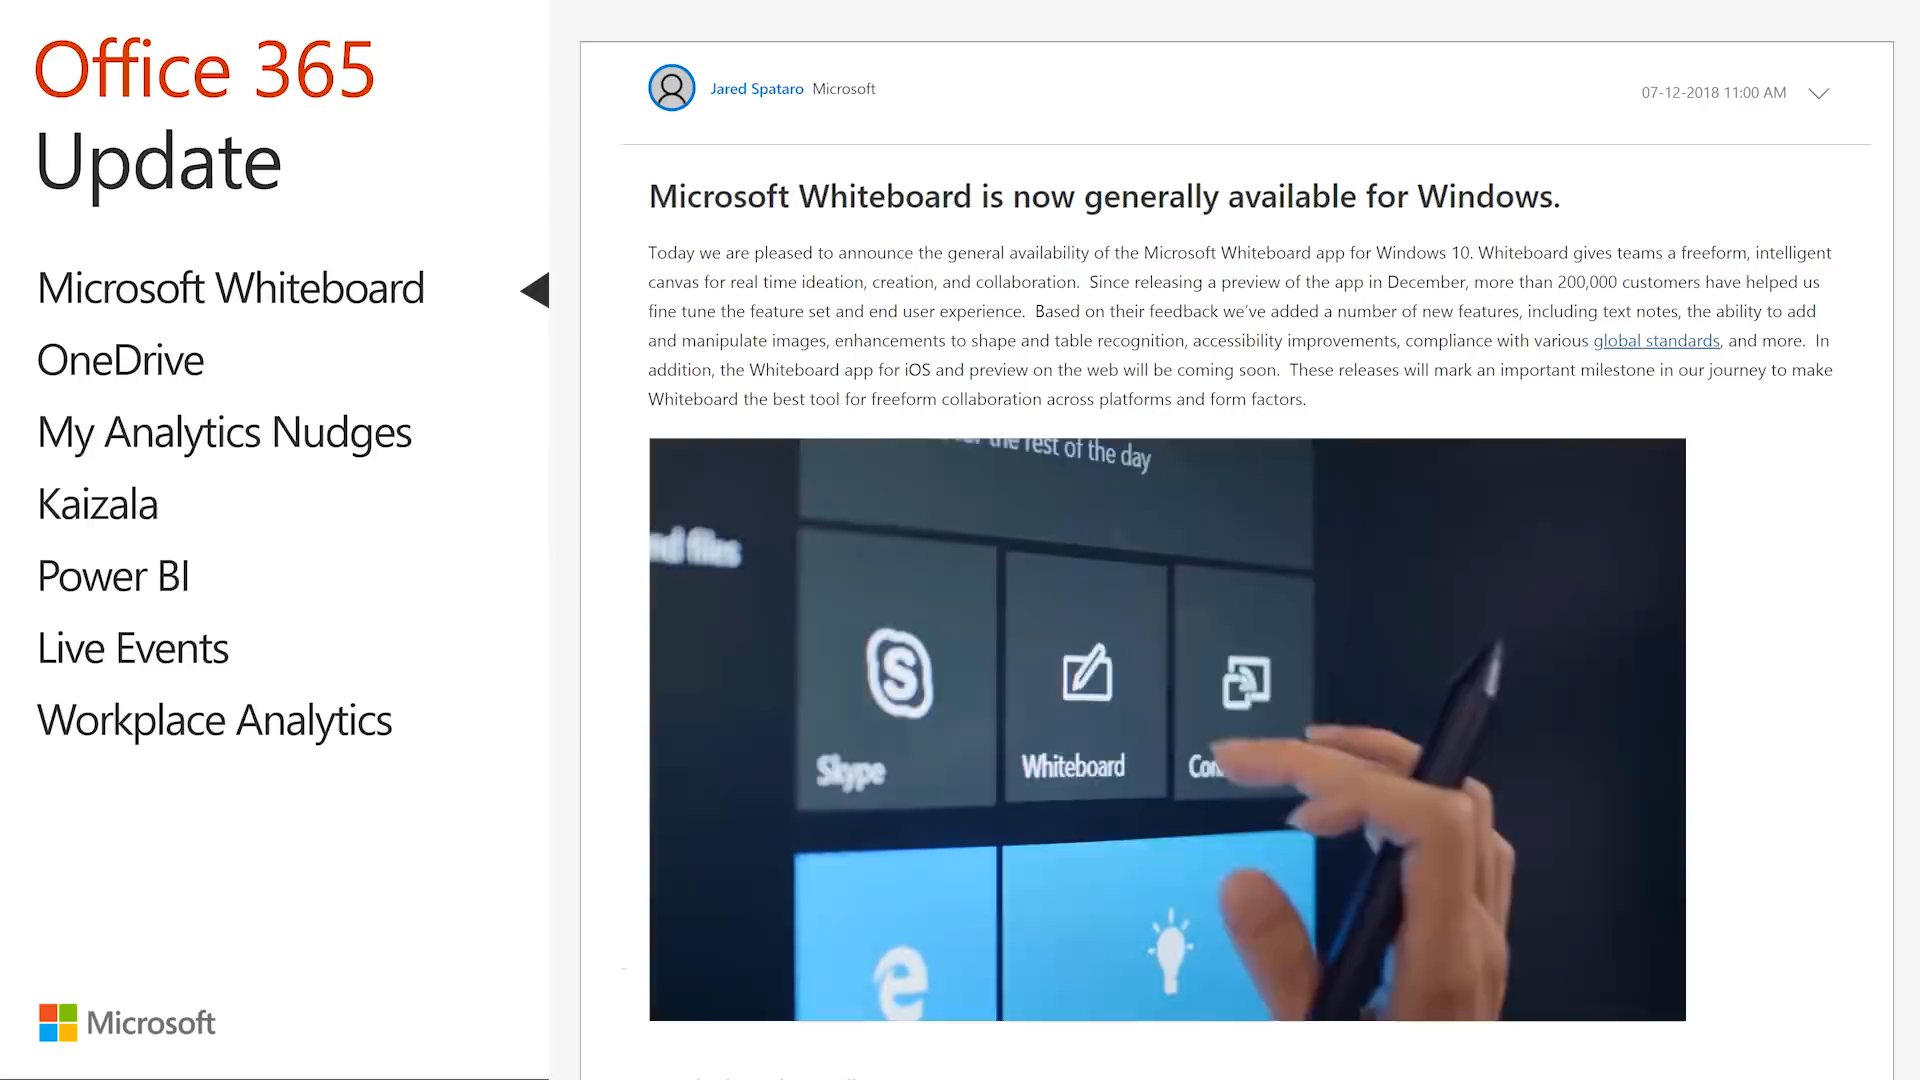 Office 365
Update
Microsoft Whiteboard
OneDrive
My Analytics Nudges
Kaizala
Power BI
Live Events
Workplace Analytics
Microsoft
Jared Spataro Microsoft
07-12-2018 11:00 AM
Microsoft Whiteboard is now generally available for Windows.
Today we are pleased to announce the general availability of the Microsoft Whiteboard app for Windows 10. Whiteboard gives teams a freeform, intelligent
canvas for real time ideation, creation, and collaboration. Since releasing a preview of the app in December, more than 200,000 customers have helped us
fine tune the feature set and end user experience. Based on their feedback we've added a number of new features, including text notes, the ability to add
and manipulate images, enhancements to shape and table recognition, accessibility improvements, compliance with various global standards, and more. In
addition, the Whiteboard app for iOS and preview on the web will be coming soon. These releases will mark an important milestone in our journey to make
Whiteboard the best tool for freeform collaboration across platforms and form factors.
the rest of the day
files
Skype
Whiteboard